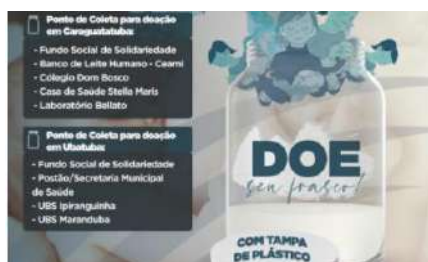 Ponto de Coleta para doação
em Caraguatatuba:
- Fundo Social de Solidariedade
- Banco de Leite Humano - Ceami
- Colégio Dom Bosco
- Casa de Saúde Stella Maris
- Laboratório Bellato
Ponto de Coleta para doação
em Ubatuba:
- Fundo Social de Solidariedade
- Postão/Secretaria Municipal
de Saúde
- UBS Ipiranguinha
- UBS Maranduba
DOE
seu frasco!
COM TAMPA
DE PLÁSTICO